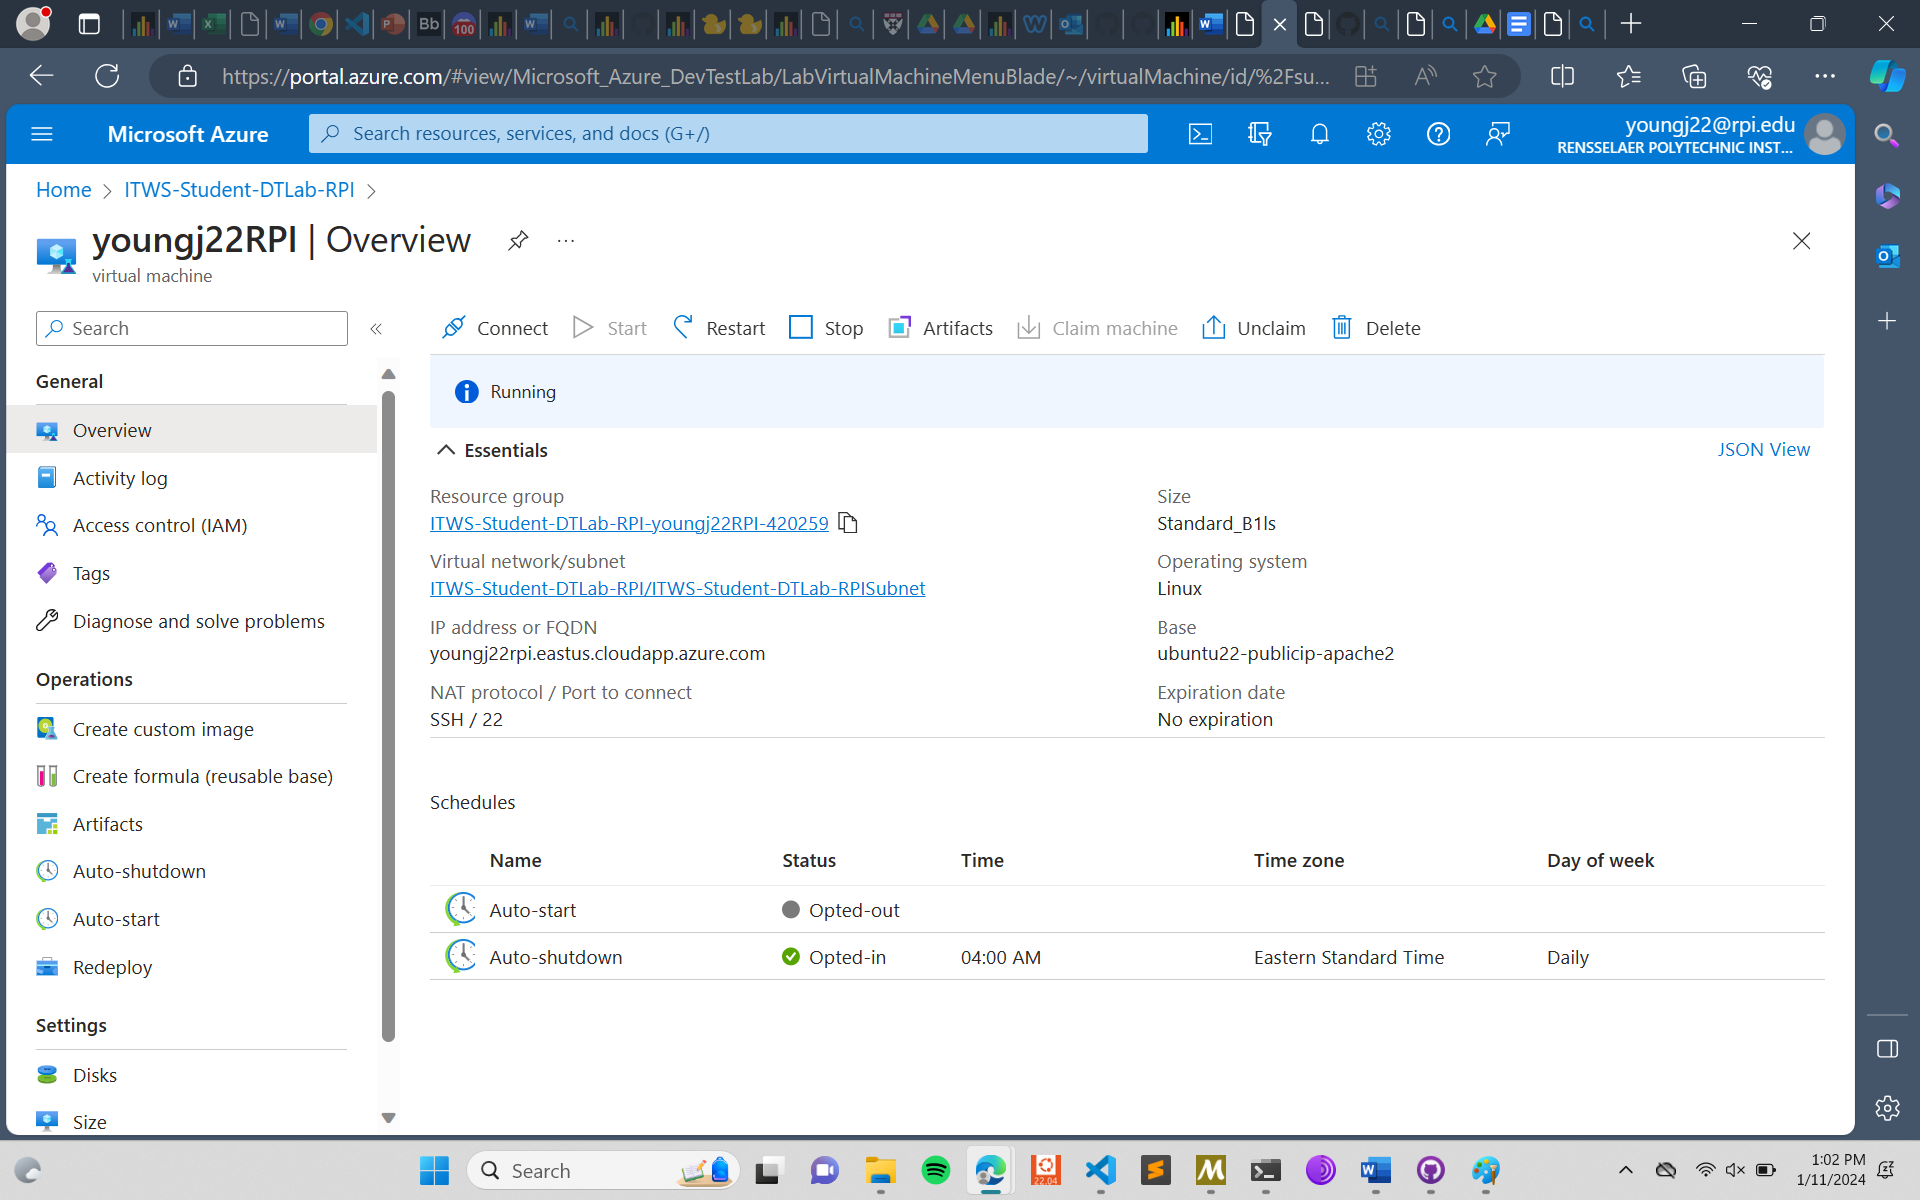 https://portal.azure.com/#view/Microsoft_Azure_DevTestLab/LabVirtualMachineMenuBlade/~/virtualMachine/id/%2Fsu...
Microsoft Azure
Search resources, services, and docs (G+/)
youngj22@rpi.edu
RENSSELAER POLYTECHNIC INST...
Home > ITWS-Student-DTLab-RPI >
youngj22RPI | Overview
virtual machine
Search
Connect Start Restart Stop Artifacts Claim machine Unclaim Delete
General
Overview
Activity log
Access control (IAM)
Tags
Diagnose and solve problems
Operations
Create custom image
Create formula (reusable base)
Artifacts
Auto-shutdown
Auto-start
Redeploy
Settings
Disks
Size
Running
Essentials
JSON View
Resource group
ITWS-Student-DTLab-RPI-youngj22RPI-420259
Virtual network/subnet
ITWS-Student-DTLab-RPI/ITWS-Student-DTLab-RPISubnet
IP address or FQDN
youngj22rpi.eastus.cloudapp.azure.com
NAT protocol / Port to connect
SSH / 22
Size
Standard_B1ls
Operating system
Linux
Base
ubuntu22-publicip-apache2
Expiration date
No expiration
Schedules
Name Status Time Time zone Day of week
Auto-start Opted-out
Auto-shutdown Opted-in 04:00 AM Eastern Standard Time Daily
Search
22.04
1:02 PM
1/11/2024